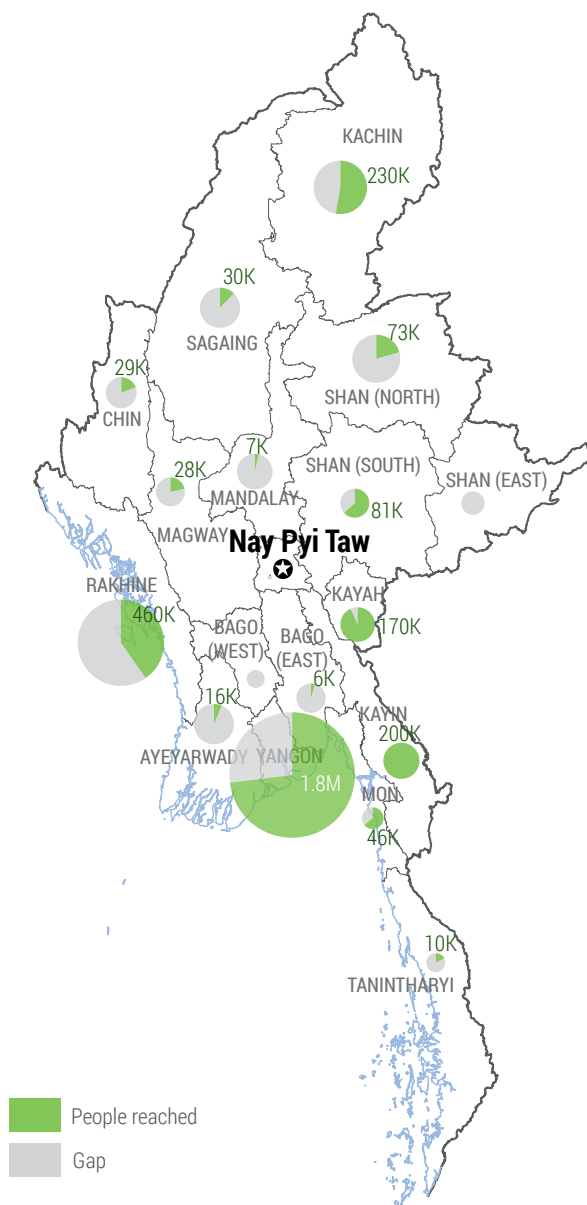 KACHIN
230K
30K
SAGAING
73K
SHAN (NORTH)
29K
CHIN
7K
MANDALAY
28K
MAGWAY
SHAN (SOUTH)
81K
SHAN (EAST)
Nay Pyi Taw
RAKHINE
460K
KAYAH
170K
BAGO
(WEST)
BAGO
(EAST)
6K
16K
AYEYARWADY
YANGON
1.8M
KAYIN
200K
MON
46K
10K
TANINTHARYI
People reached
Gap